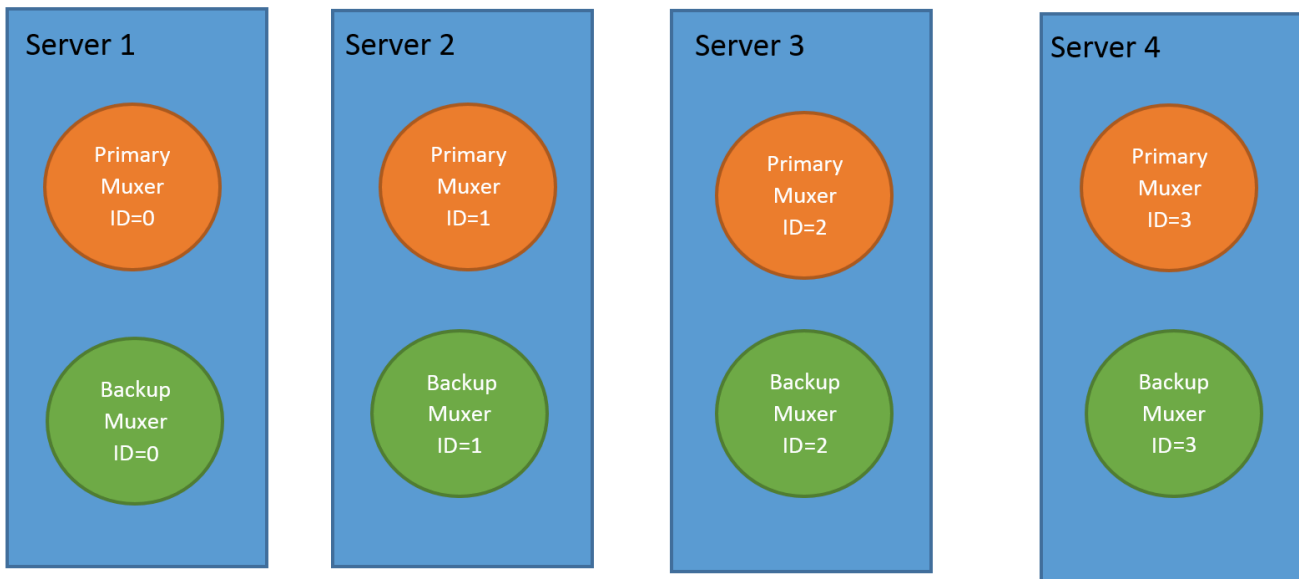 Server 1
Primary
Muxer
ID=0
Backup
Muxer
ID=0
Server 2
Primary
Muxer
ID=1
Backup
Muxer
ID=1
Server 3
Primary
Muxer
ID=2
Backup
Muxer
ID=2
Server 4
Primary
Muxer
ID=3
Backup
Muxer
ID=3